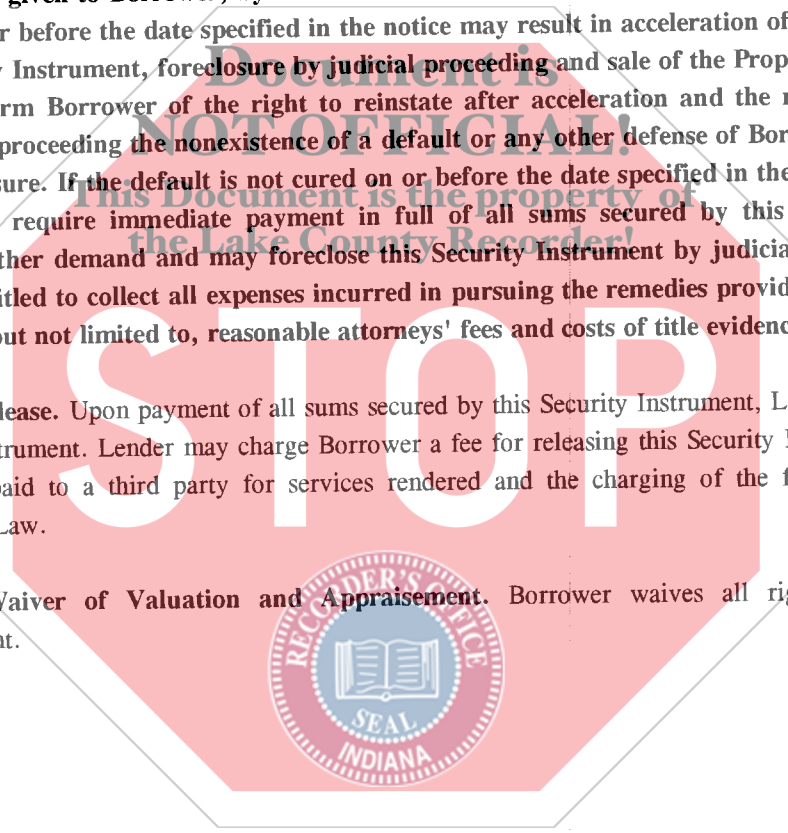 given to Borrower, by
r before the date specified in the notice may result in acceleration of
Instrument, foreclosure by judicial proceeding and sale of the Prop
rm Borrower of the right to reinstate after acceleration and the r
proceeding the nonexistence of a default or any other defense of Bor
sure. If the default is not cured on or before the date specified in the
require immediate payment in full of all sums secured by this
ther demand and may foreclose this Security Instrument by judicia
itled to collect all expenses incurred in pursuing the remedies provid
out not limited to, reasonable attorneys' fees and costs of title evidenc
lease. Upon payment of all sums secured by this Security Instrument, L
trument. Lender may charge Borrower a fee for releasing this Security
paid to a third party for services rendered and the charging of the f
Law.
Waiver of Valuation and Appraisement. Borrower waives all rig
nt.
Document is
NOT OFFICIAL!
This Document is the property of
the Lake County Recorder!
STOP
RECORDER'S OFFICE
SEAL
INDIANA